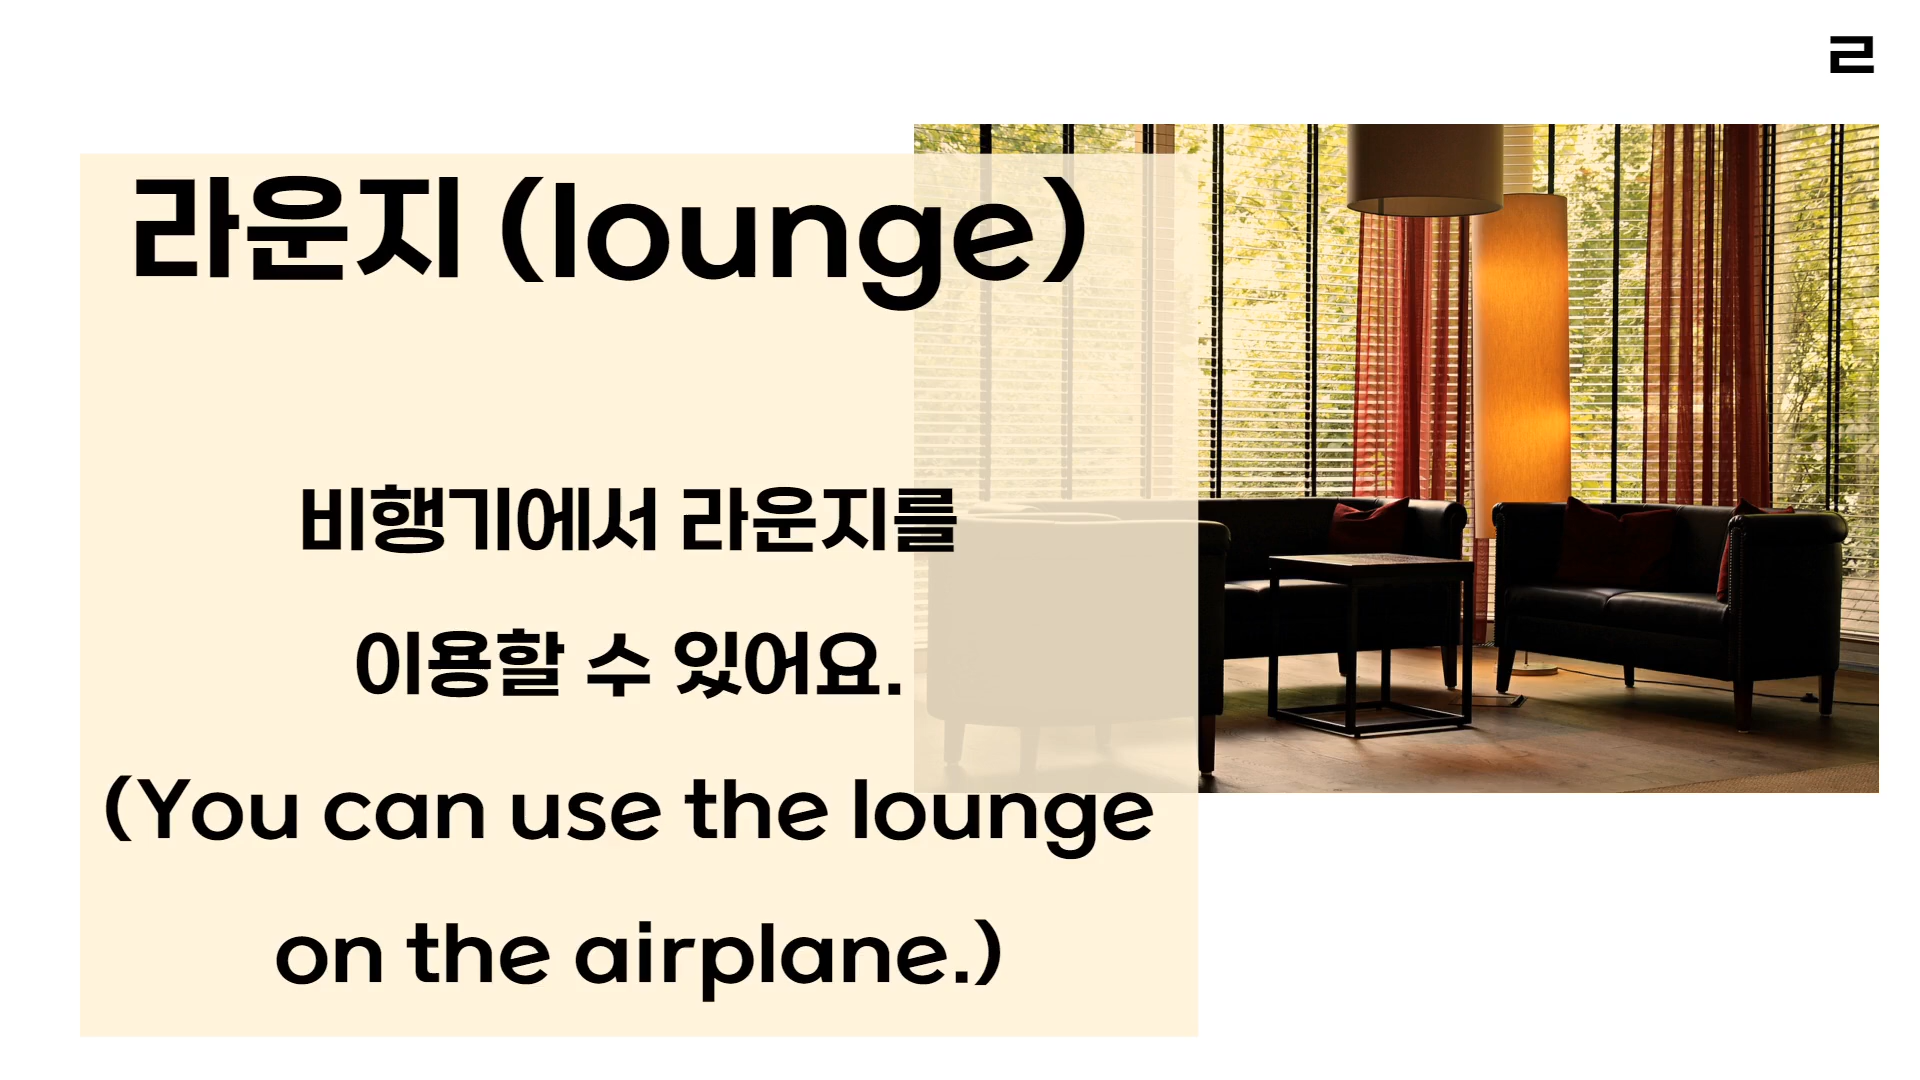 ㄹ
라운지 (lounge)
비행기에서 라운지를
이용할 수 있어요.
(You can use the lounge
on the airplane.)